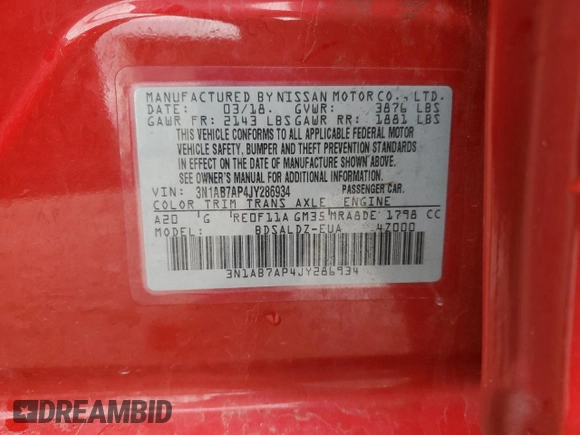 MANUFACTURED BY NISSAN MOTOR CO., LTD.
DATE: 03/18. GVWR: 3876 LBS
GAWR FR: 2143 LBS GAWR RR: 1881 LBS
THIS VEHICLE CONFORMS TO ALL APPLICABLE FEDERAL MOTOR
VEHICLE SAFETY, BUMPER AND THEFT PREVENTION STANDARDS
IN EFFECT ON THE DATE OF MANUFACTURE SHOWN ABOVE.
SEE OWNER'S MANUAL FOR ADDITIONAL INFORMATION.
VIN: 3N1AB7AP4JY286934 PASSENGER CAR.
COLOR TRIM TRANS AXLE ENGINE
A20 G RE0F11A GM35 MRA8DE 1798 CC
MODEL: BDSALDZ-EUA 4Z000
3N1AB7AP4JY286934
DREAMBID